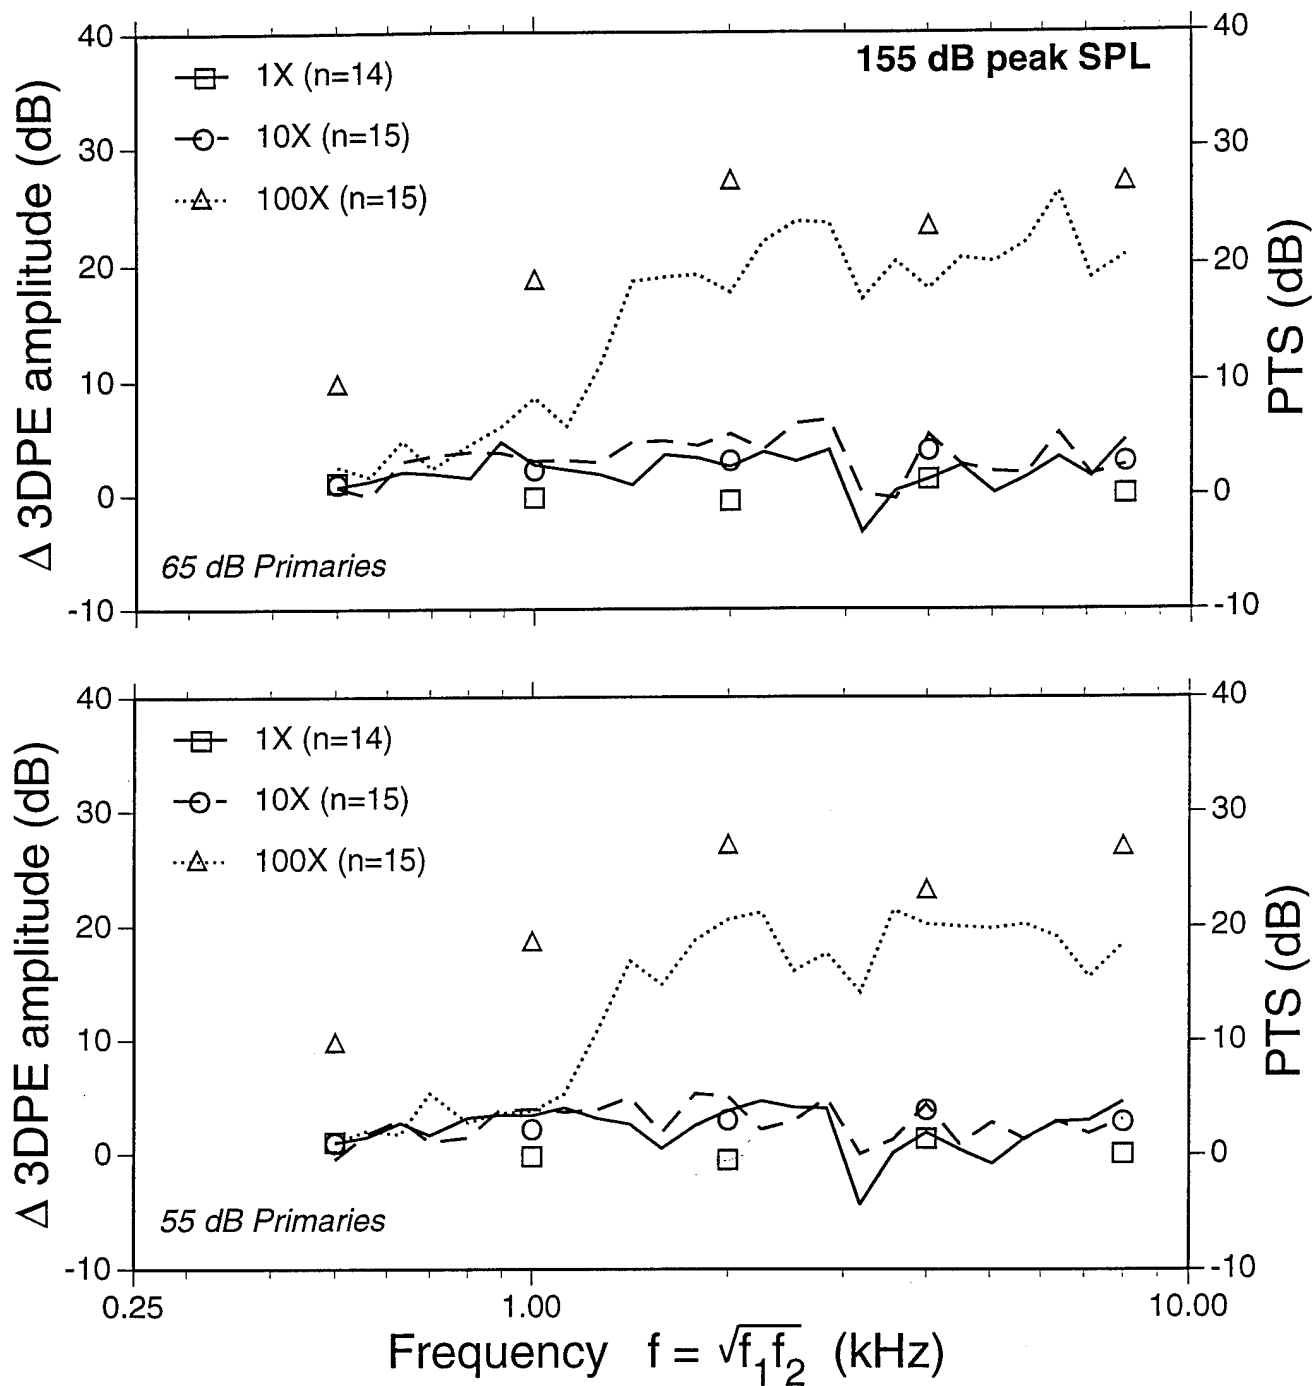 155 dB peak SPL
1X (n=14)
10X (n=15)
100X (n=15)
65 dB Primaries
40
30
20
10
0
-10
Δ 3DPE amplitude (dB)
40
30
20
10
0
-10
PTS (dB)
1X (n=14)
10X (n=15)
100X (n=15)
55 dB Primaries
40
30
20
10
0
-10
Δ 3DPE amplitude (dB)
40
30
20
10
0
-10
PTS (dB)
0.25 1.00 10.00
Frequency f = √f₁f₂ (kHz)